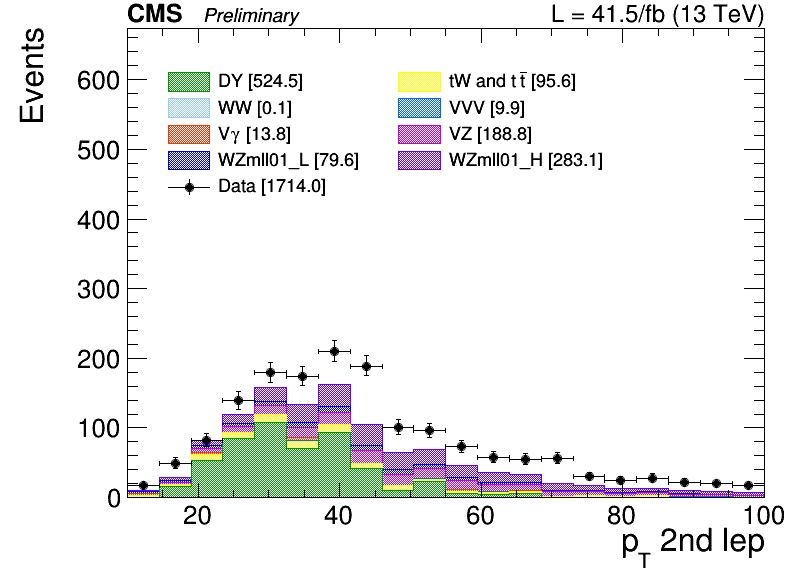 CMS Preliminary L = 41.5/fb (13 TeV)
Events
600
500
400
300
200
100
0
DY [524.5]
tW and tt̅ [95.6]
WW [0.1]
VVV [9.9]
Vγ [13.8]
VZ [188.8]
WZmll01_L [79.6]
WZmll01_H [283.1]
Data [1714.0]
20 40 60 80 100
p_T 2nd lep